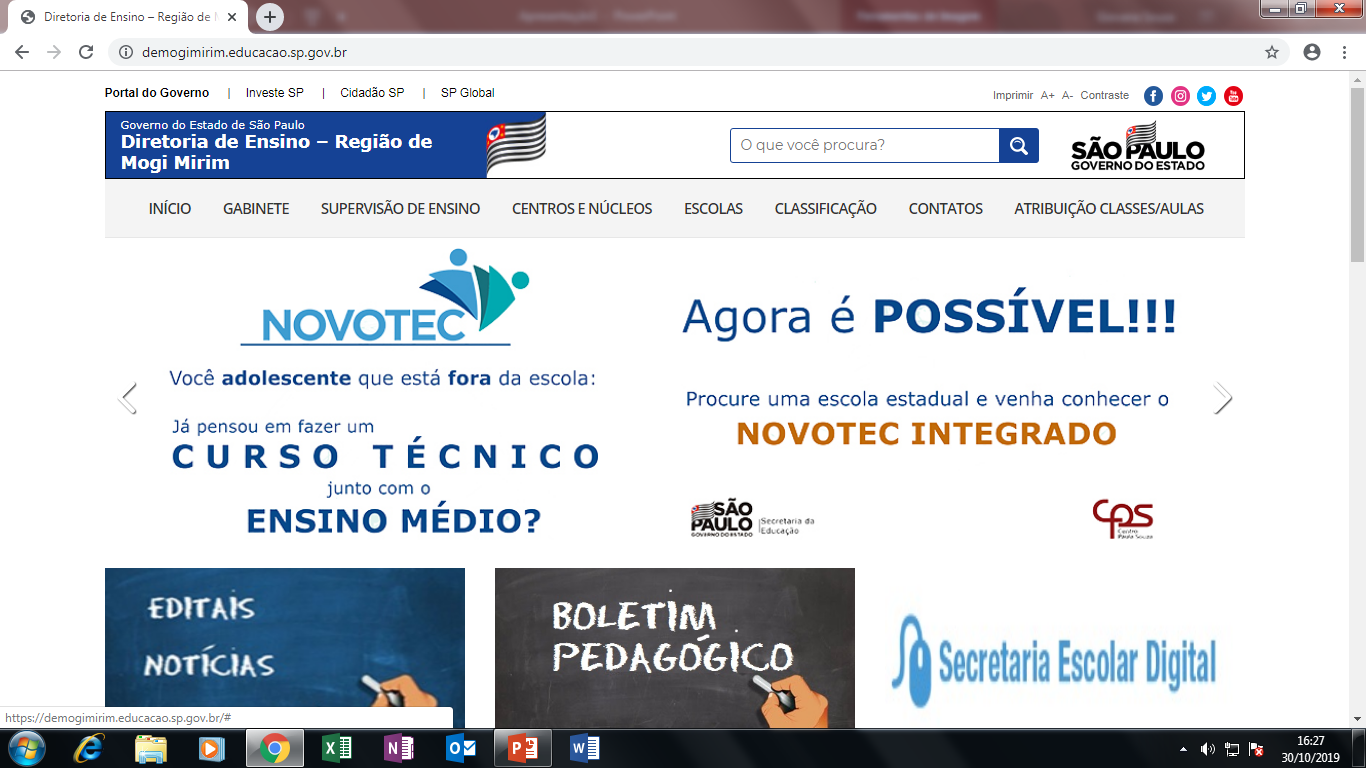 Diretoria de Ensino – Região de M
demogimirim.educacao.sp.gov.br
Portal do Governo | Investe SP | Cidadão SP | SP Global
Imprimir A+ A- Contraste
Governo do Estado de São Paulo
Diretoria de Ensino – Região de
Mogi Mirim
O que você procura?
SÃO PAULO
GOVERNO DO ESTADO
INÍCIO GABINETE SUPERVISÃO DE ENSINO CENTROS E NÚCLEOS ESCOLAS CLASSIFICAÇÃO CONTATOS ATRIBUIÇÃO CLASSES/AULAS
NOVOTEC
Você adolescente que está fora da escola:
Já pensou em fazer um
CURSO TÉCNICO
junto com o
ENSINO MÉDIO?
Agora é POSSÍVEL!!!
Procure uma escola estadual e venha conhecer o
NOVOTEC INTEGRADO
SÃO
PAULO
GOVERNO DO ESTADO
Secretaria da
Educação
CPS
Centro
Paula Souza
EDITAIS
NOTÍCIAS
BOLETIM
PEDAGÓGICO
Secretaria Escolar Digital
https://demogimirim.educacao.sp.gov.br/#
16:27
30/10/2019